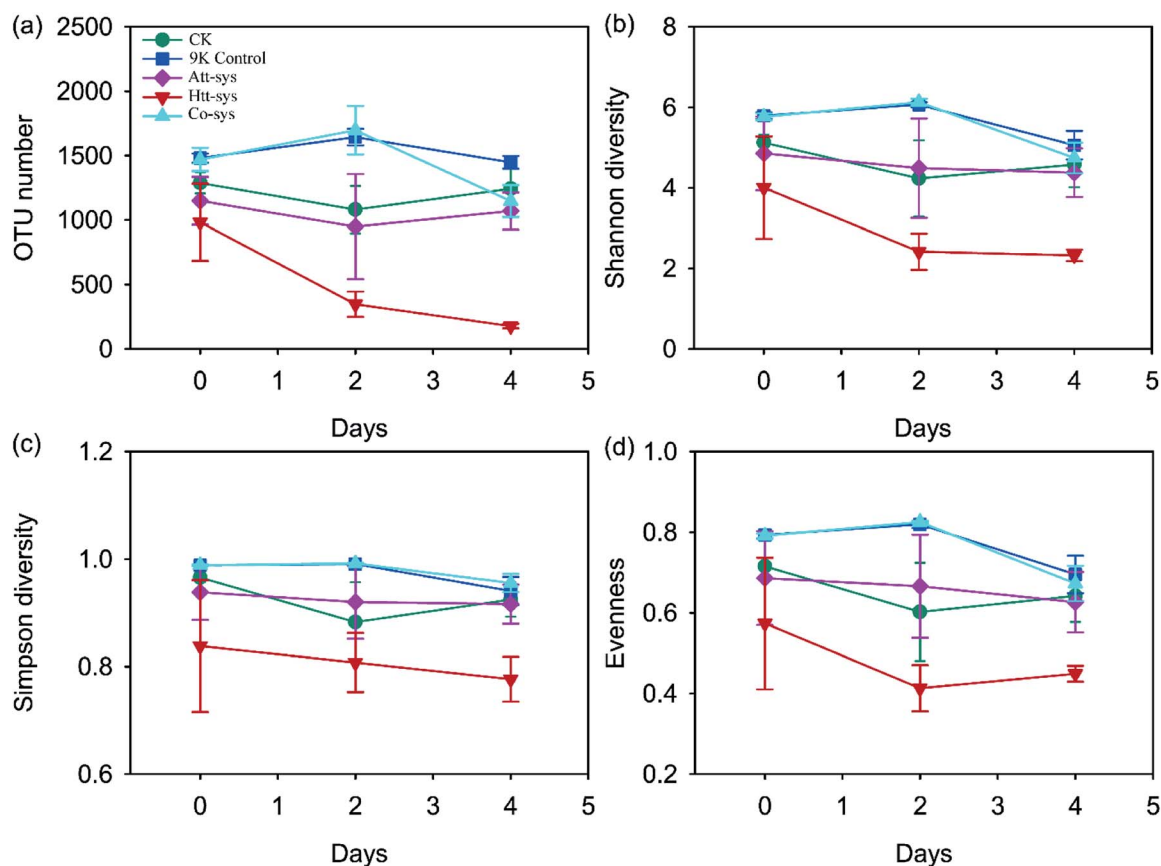 (a)
2500
2000
1500
1000
500
0
OTU number
CK
9K Control
Att-sys
Htt-sys
Co-sys
0 1 2 3 4 5
Days
(b)
8
6
4
2
0
Shannon diversity
0 1 2 3 4 5
Days
(c)
1.2
1.0
0.8
0.6
Simpson diversity
0 1 2 3 4 5
Days
(d)
1.0
0.8
0.6
0.4
0.2
Evenness
0 1 2 3 4 5
Days